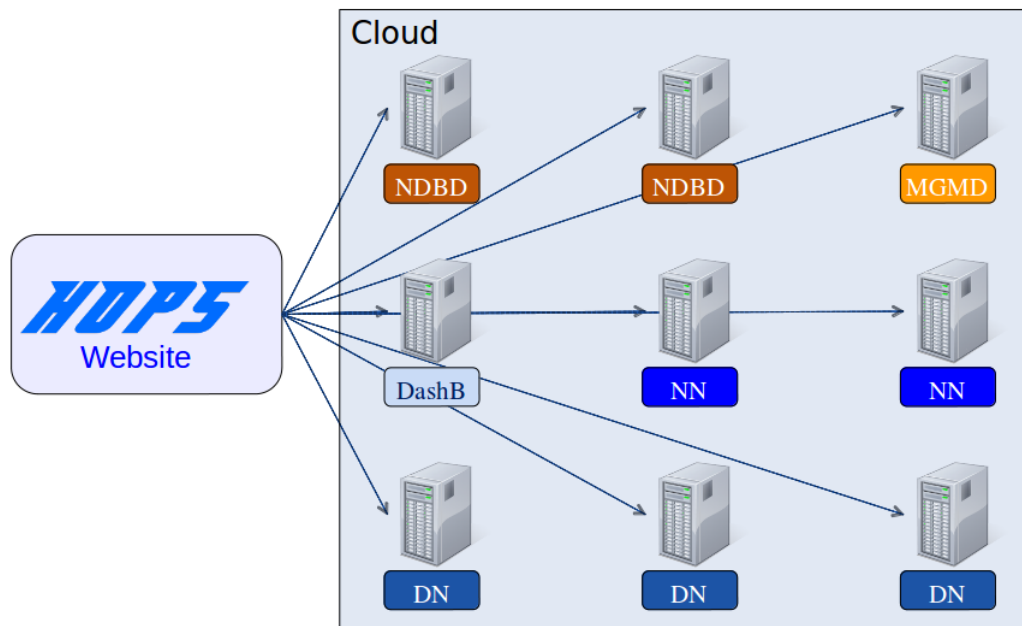 Cloud
NDBD
NDBD
MGMD
HOPS
Website
DashB
NN
NN
DN
DN
DN